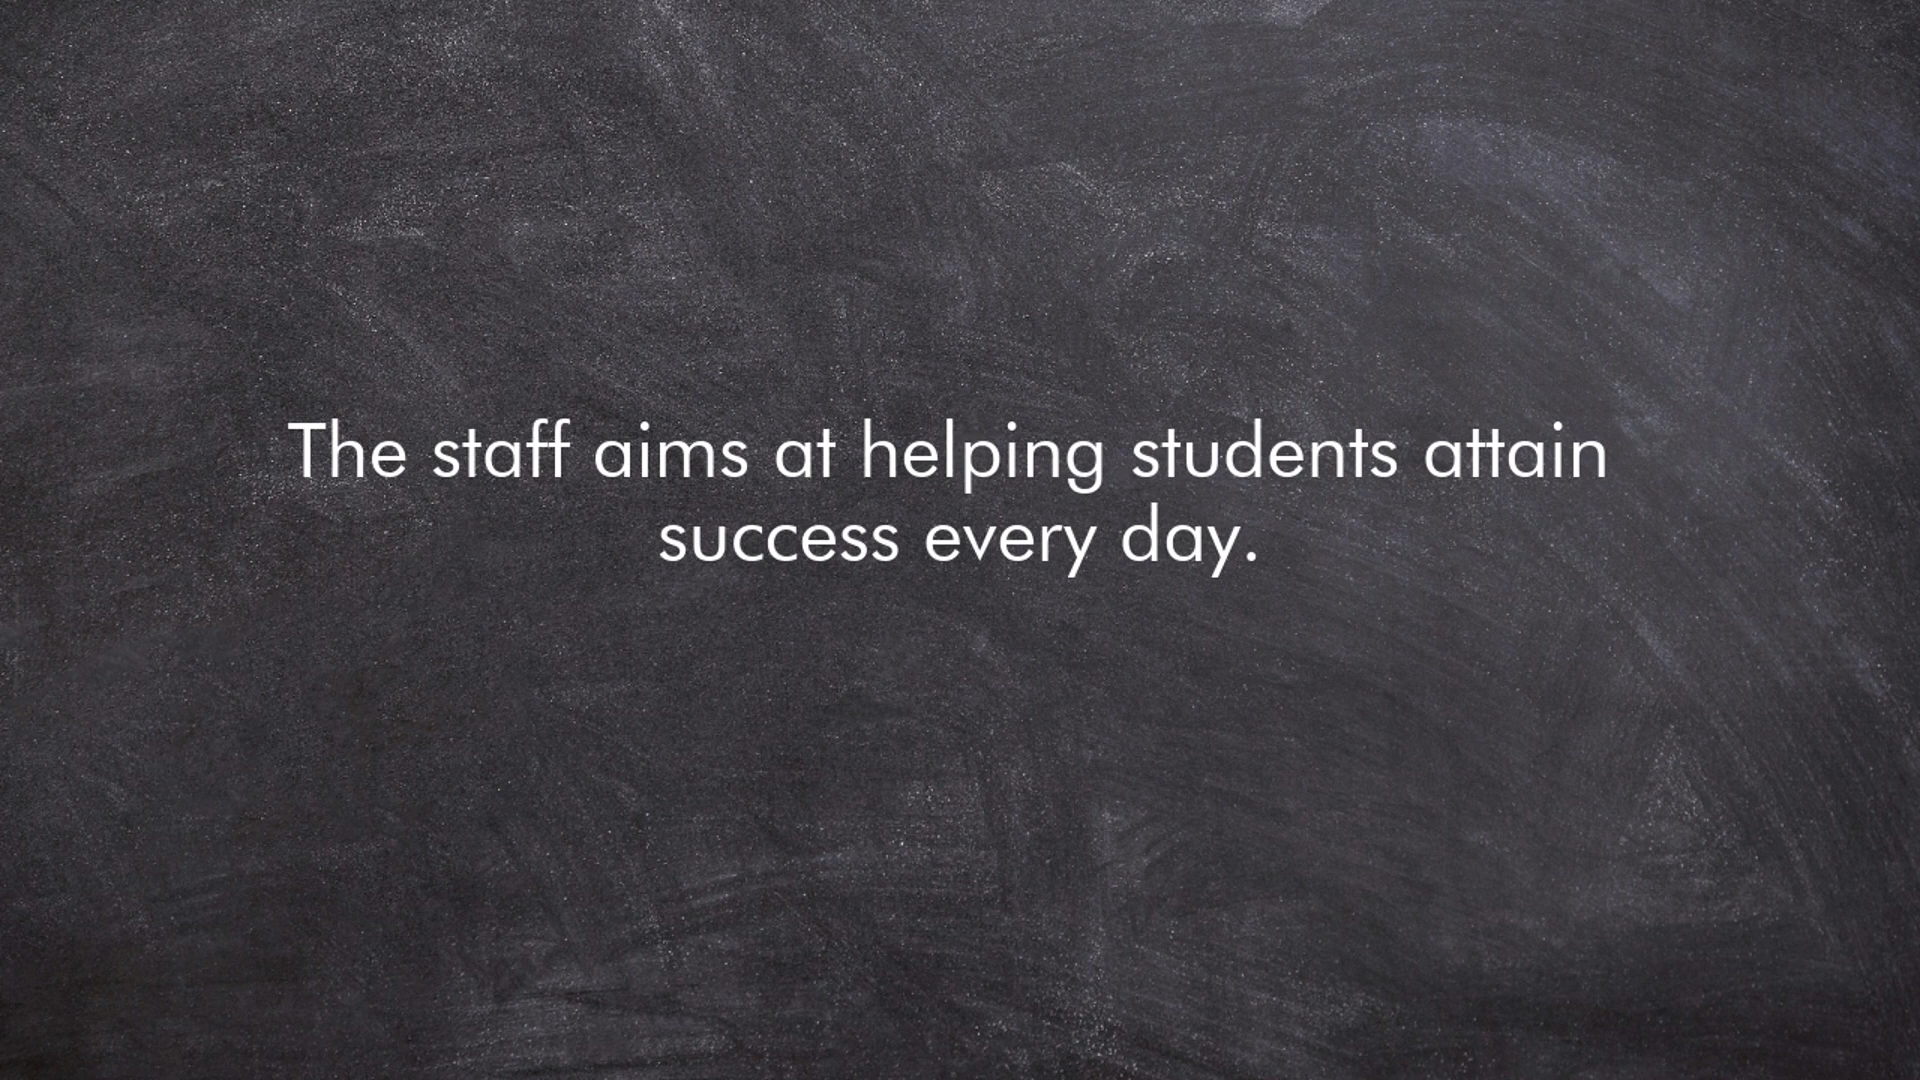 The staff aims at helping students attain
success every day.